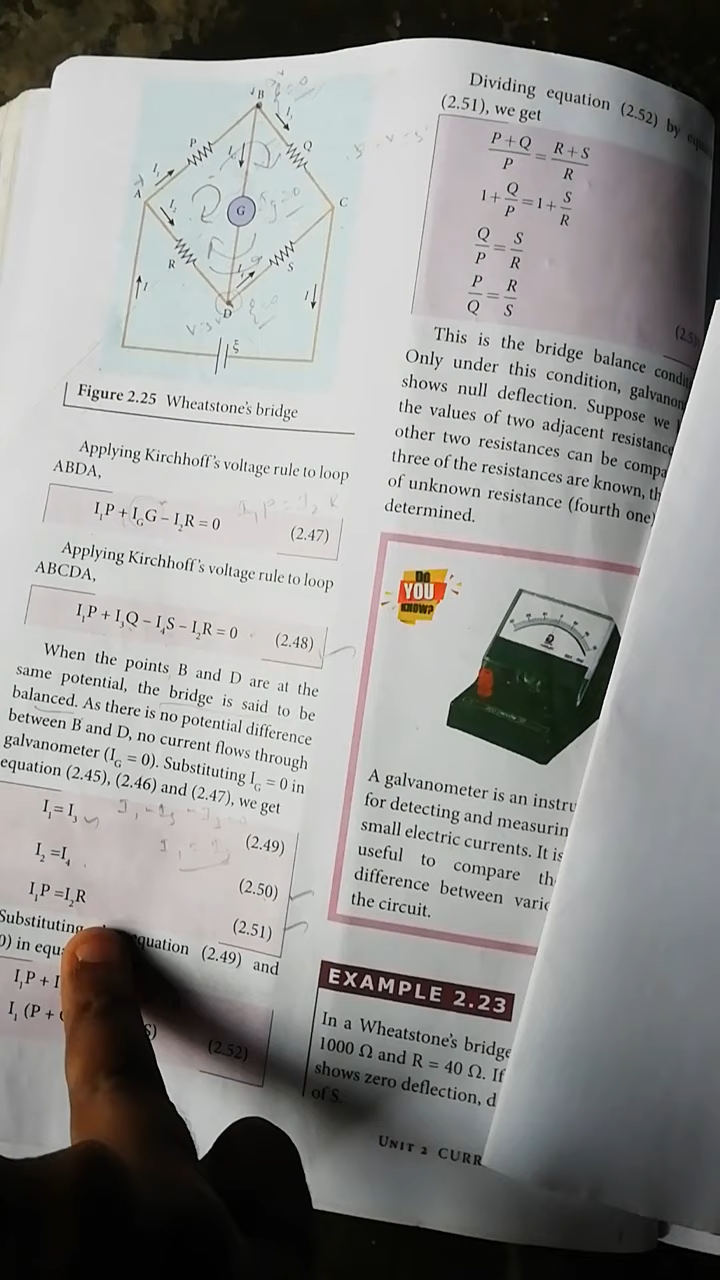 B
P
Q
A
G
C
R
S
D
I
I
ξ
Figure 2.25 Wheatstone's bridge
Applying Kirchhoff's voltage rule to loop
ABDA,
I₁P + I_GG – I₂R = 0 (2.47)
Applying Kirchhoff's voltage rule to loop
ABCDA,
I₁P + I₃Q – I₄S – I₂R = 0 (2.48)
When the points B and D are at the
same potential, the bridge is said to be
balanced. As there is no potential difference
between B and D, no current flows through
galvanometer (I_G = 0). Substituting I_G = 0 in
equation (2.45), (2.46) and (2.47), we get
I₁ = I₃ (2.49)
I₂ = I₄ (2.50)
I₁P = I₂R (2.51)
Substituting equation (2.49) and
in
I₁P + I
I₁ (P +
(2.52)
Dividing equation (2.52) by
(2.51), we get
P+Q/P = R+S/R
1+Q/P = 1+S/R
Q/P = S/R
P/Q = R/S
This is the bridge balance
Only under this condition,
shows null deflection. Suppose we
the values of two adjacent
other two resistances can be
three of the resistances are known,
of unknown resistance (fourth one)
determined.
DO
YOU
KNOW?
A galvanometer is an
for detecting and
small electric currents. It is
useful to compare
difference between
the circuit.
EXAMPLE 2.23
In a Wheatstone's bridge
1000 Ω and R = 40 Ω. If
shows zero deflection,
of S.
UNIT 2